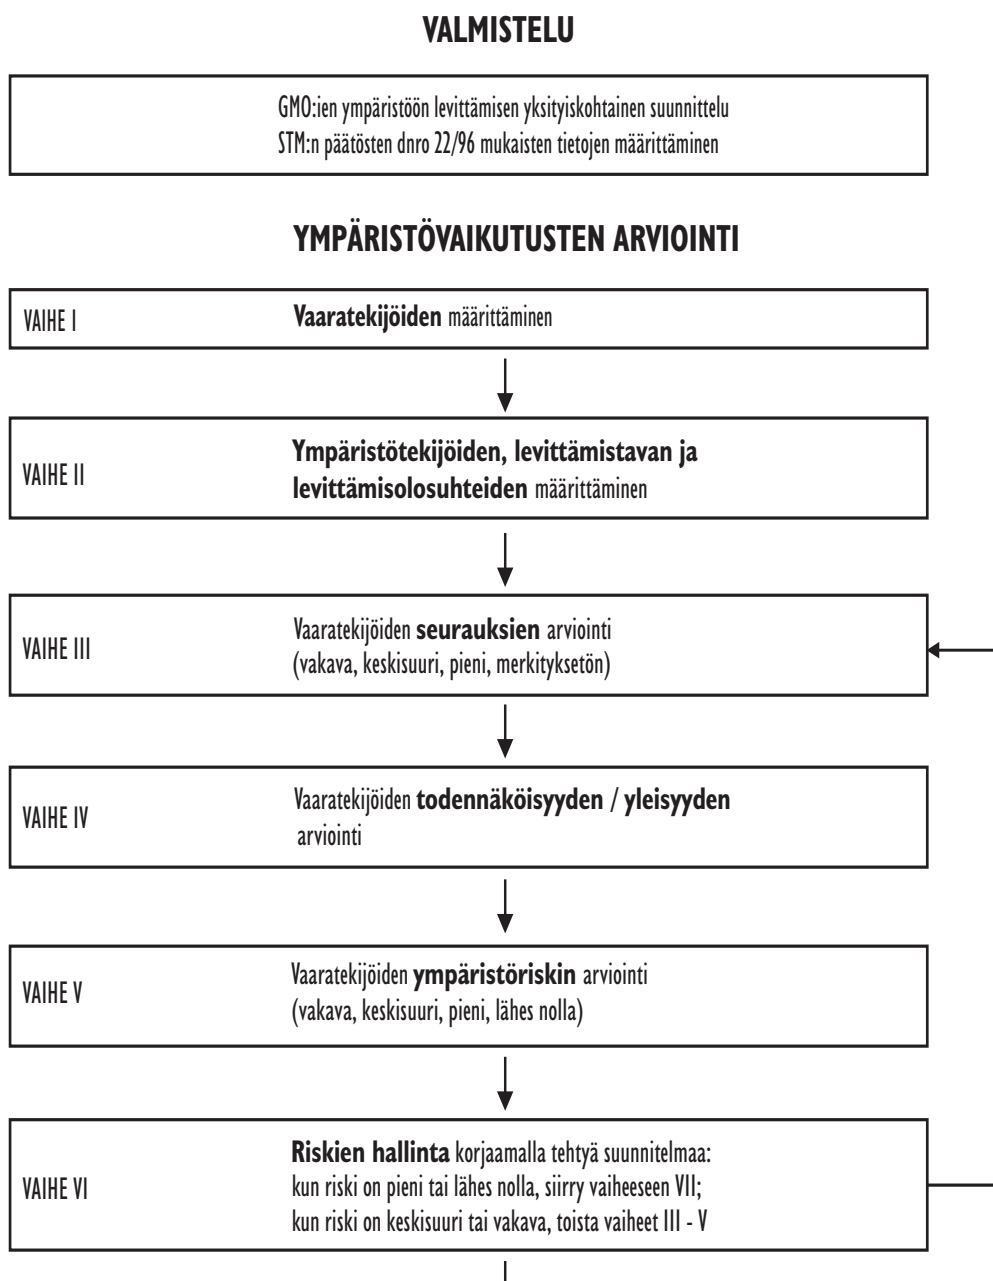 VALMISTELU
GMO:ien ympäristöön levittämisen yksityiskohtainen suunnittelu
STM:n päätösten dnro 22/96 mukaisten tietojen määrittäminen
YMPÄRISTÖVAIKUTUSTEN ARVIOINTI
VAIHE I
Vaaratekijöiden määrittäminen
VAIHE II
Ympäristötekijöiden, levittämistavan ja
levittämisolosuhteiden määrittäminen
VAIHE III
Vaaratekijöiden seurauksien arviointi
(vakava, keskisuuri, pieni, merkityksetön)
VAIHE IV
Vaaratekijöiden todennäköisyyden / yleisyyden
arviointi
VAIHE V
Vaaratekijöiden ympäristöriskin arviointi
(vakava, keskisuuri, pieni, lähes nolla)
VAIHE VI
Riskien hallinta korjaamalla tehtyä suunnitelmaa:
kun riski on pieni tai lähes nolla, siirry vaiheeseen VII;
kun riski on keskisuuri tai vakava, toista vaiheet III - V